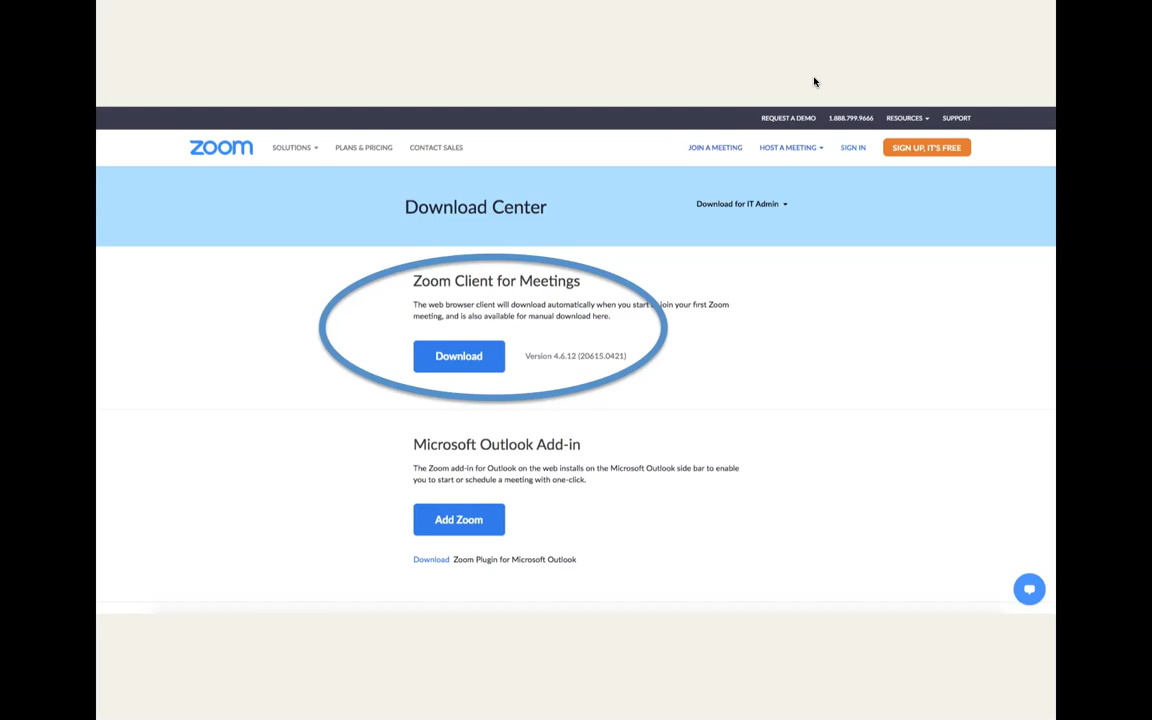 REQUEST A DEMO 1.888.799.9666 RESOURCES SUPPORT
zoom SOLUTIONS PLANS & PRICING CONTACT SALES JOIN A MEETING HOST A MEETING SIGN IN SIGN UP, IT'S FREE
Download Center Download for IT Admin
Zoom Client for Meetings
The web browser client will download automatically when you start join your first Zoom
meeting, and is also available for manual download here.
Download Version 4.6.12 (20615.0421)
Microsoft Outlook Add-in
The Zoom add-in for Outlook on the web installs on the Microsoft Outlook side bar to enable
you to start or schedule a meeting with one-click.
Add Zoom
Download Zoom Plugin for Microsoft Outlook